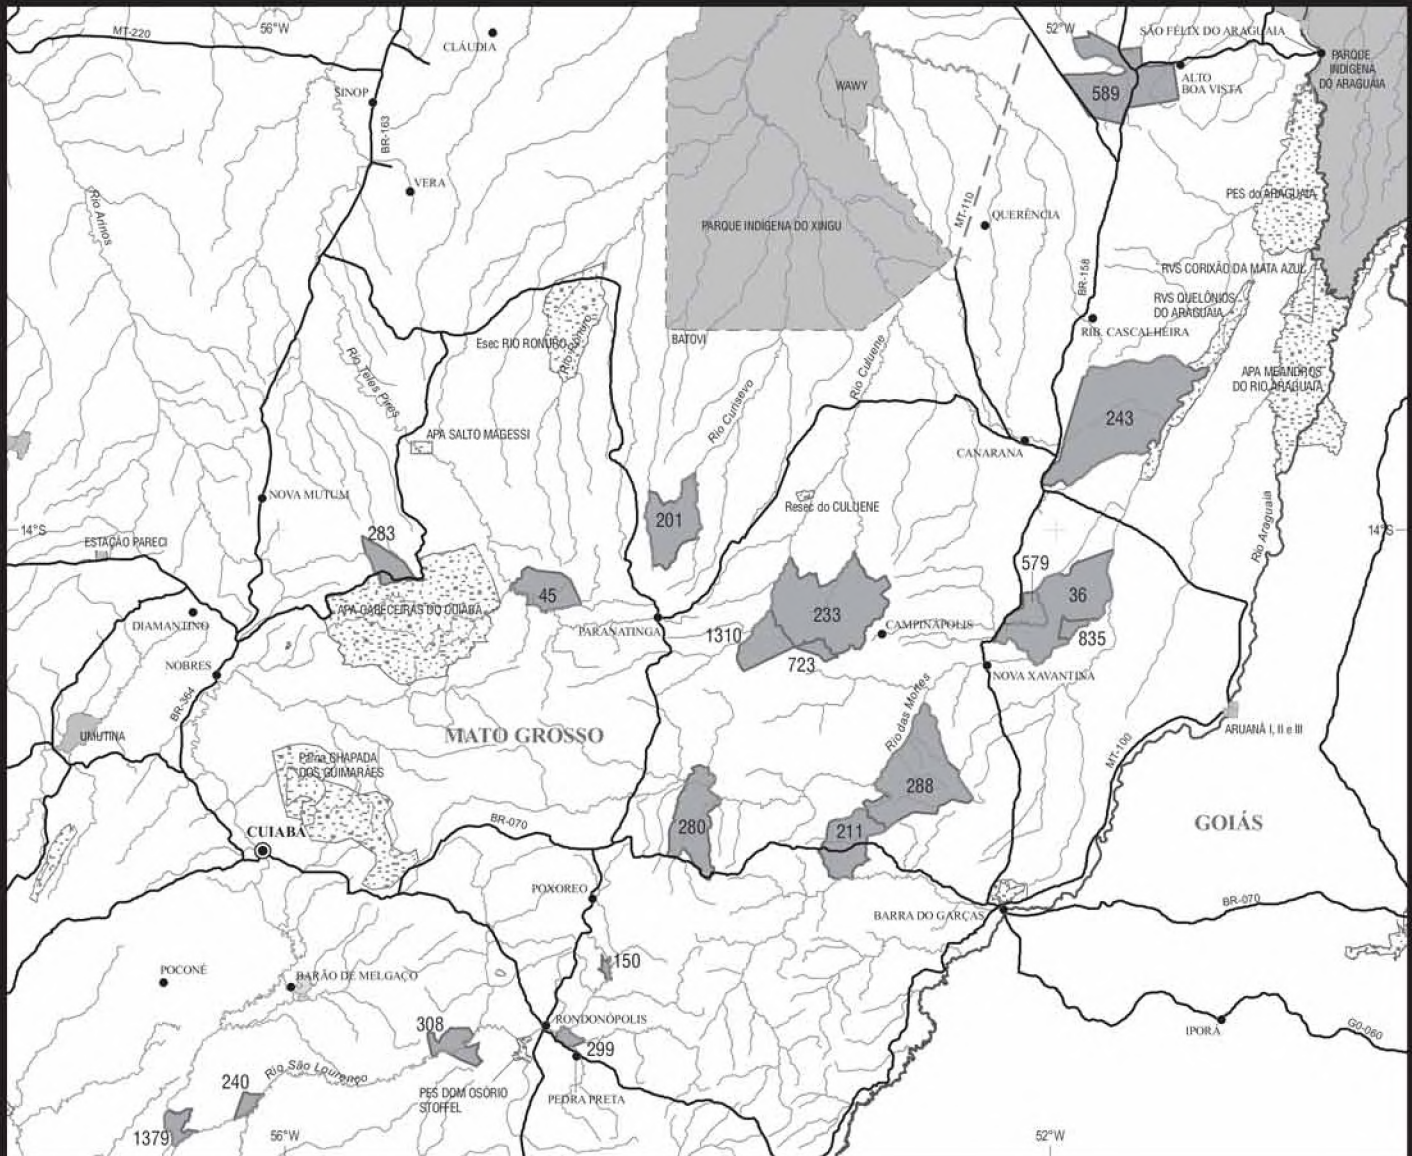 MT-220
56°W
CLÁUDIA
52°W
SÃO FÉLIX DO ARAGUAIA
PARQUE
INDÍGENA
DO ARAGUAIA
SINOP
WAWY
589
ALTO
BOA VISTA
BR-163
VERA
Rio Arinos
PES do ARAGUAIA
MT-110
QUERÊNCIA
PARQUE INDÍGENA DO XINGU
BR-158
RVS CORIXÃO DA MATA AZUL
RVS QUELÔNIOS
DO ARAGUAIA
RIB. CASCALHEIRA
Esec RIO RONURO
Rio Ronuro
BATOVI
Rio Teles Pires
Rio Culuene
APA MEANDROS
DO RIO ARAGUAIA
Rio Curisevo
243
APA SALTO MAGESSI
CANARANA
NOVA MUTUM
Resec do CULUENE
201
14°S
14°S
283
ESTAÇÃO PARECI
Rio Araguaia
579
45
36
APA CABECEIRAS DO CUIABÁ
233
DIAMANTINO
PARANATINGA
1310
CAMPINÁPOLIS
835
723
NOBRES
NOVA XAVANTINA
BR-364
Rio das Mortes
UMUTINA
MATO GROSSO
ARUANÃ I, II e III
MT-100
Parna CHAPADA
DOS GUIMARÃES
288
BR-070
280
211
GOIÁS
CUIABÁ
POXOREO
BARRA DO GARÇAS
BR-070
150
POCONÉ
BARÃO DE MELGAÇO
308
RONDONÓPOLIS
IPORÁ
GO-060
299
Rio São Lourenço
240
PES DOM OSÓRIO
STOFFEL
PEDRA PRETA
1379
56°W
52°W